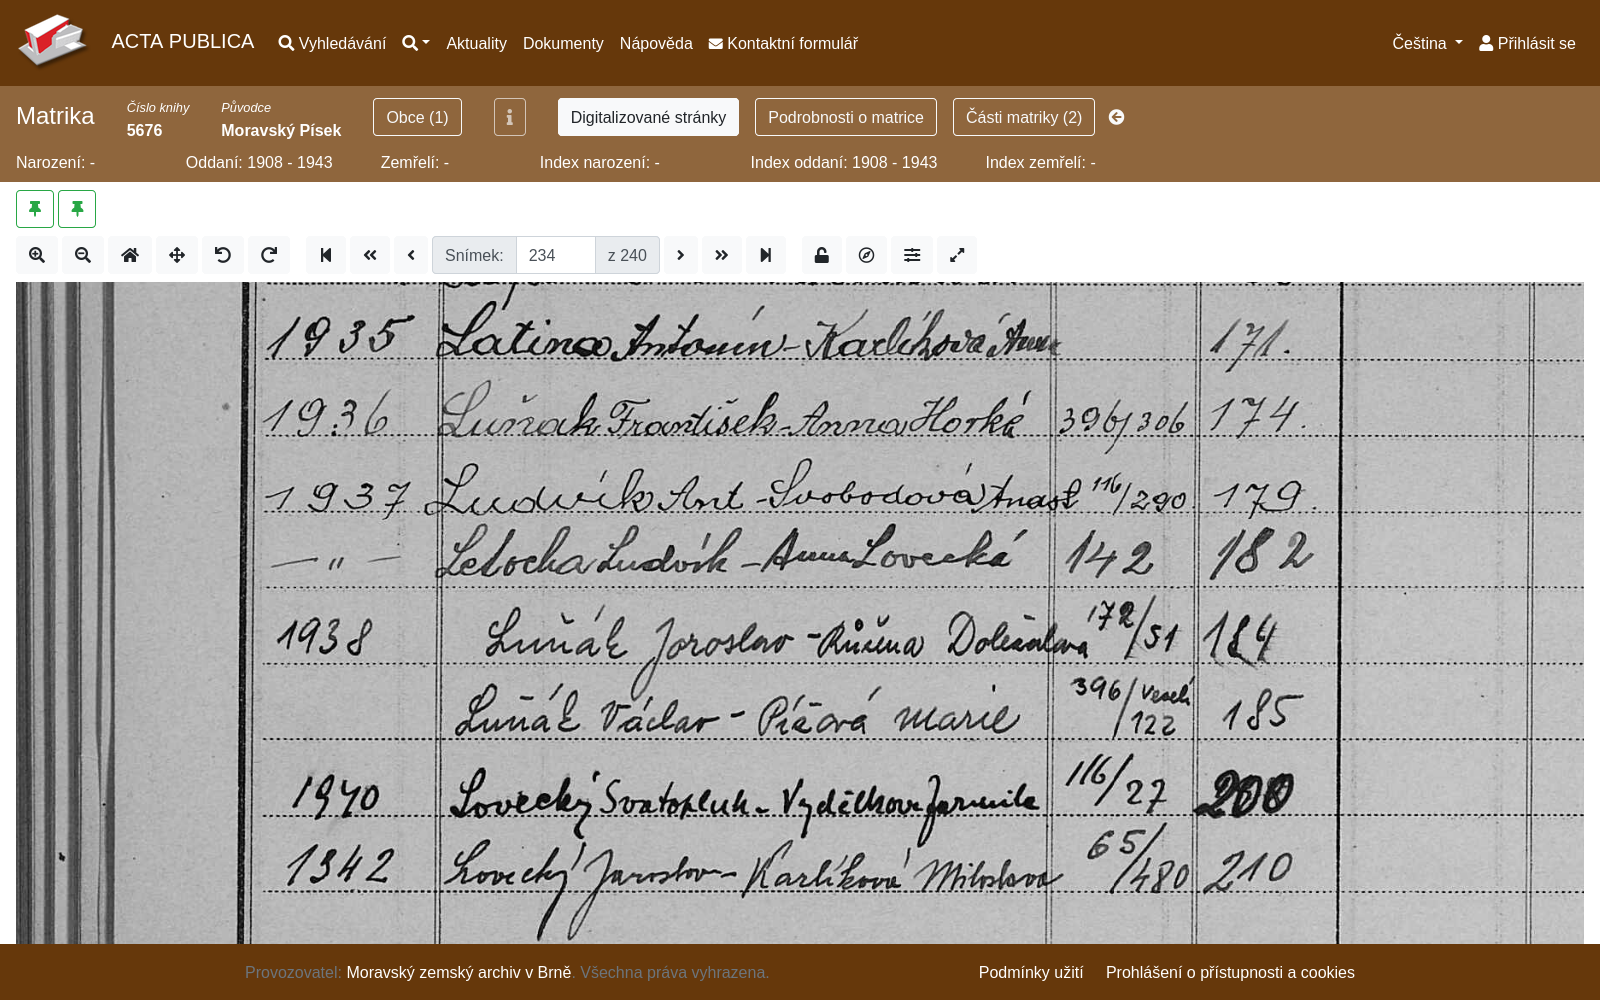 ACTA PUBLICA Vyhledávání Aktuality Dokumenty Nápověda Kontaktní formulář Čeština Přihlásit se
Matrika Číslo knihy 5676 Původce Moravský Písek Obce (1) Digitalizované stránky Podrobnosti o matrice Části matriky (2)
Narození: - Oddaní: 1908 - 1943 Zemřelí: - Index narození: - Index oddaní: 1908 - 1943 Index zemřelí: -
Snímek: 234 z 240
1935 Látina Antonín - Karlíková Anna 171.
1936 Luňák František - Anna Horká 396/306 174.
1937 Ludvík Ant. - Svobodová Anast 116/290. 179.
— " — Letocha Ludvík - Anna Lovecká 142 182
1938 Luňák Jaroslav - Růžena Doležalova 172/51 184
Luňák Václav - Píšová Marie 396/Veselí 122 185
1940 Lovecký Svatopluk - Vydělkova Jarmila 116/27 200
1942 Lovecký Jaroslav - Karlíková Miloslava 65/480 210
Provozovatel: Moravský zemský archiv v Brně. Všechna práva vyhrazena. Podmínky užití Prohlášení o přístupnosti a cookies